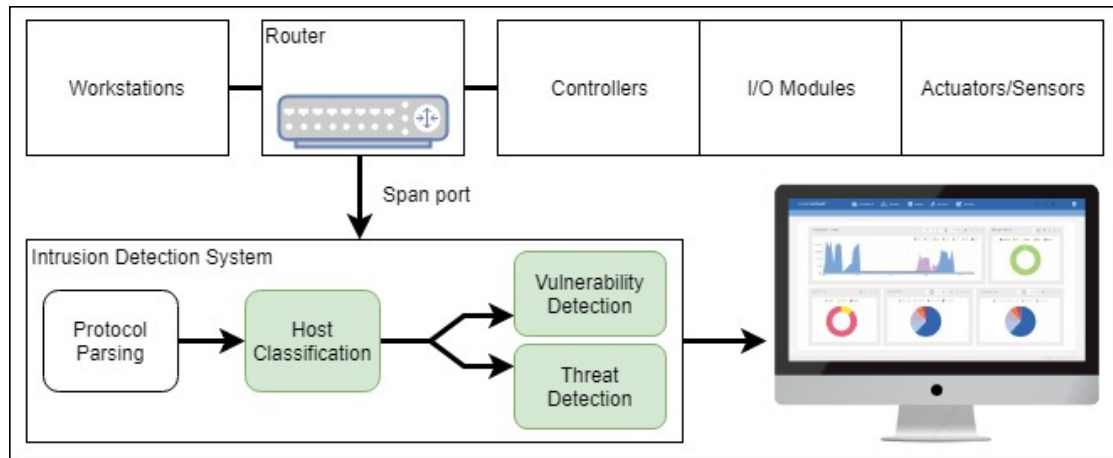 Router
Workstations
Controllers
I/O Modules
Actuators/Sensors
Span port
Intrusion Detection System
Protocol
Parsing
Host
Classification
Vulnerability
Detection
Threat
Detection